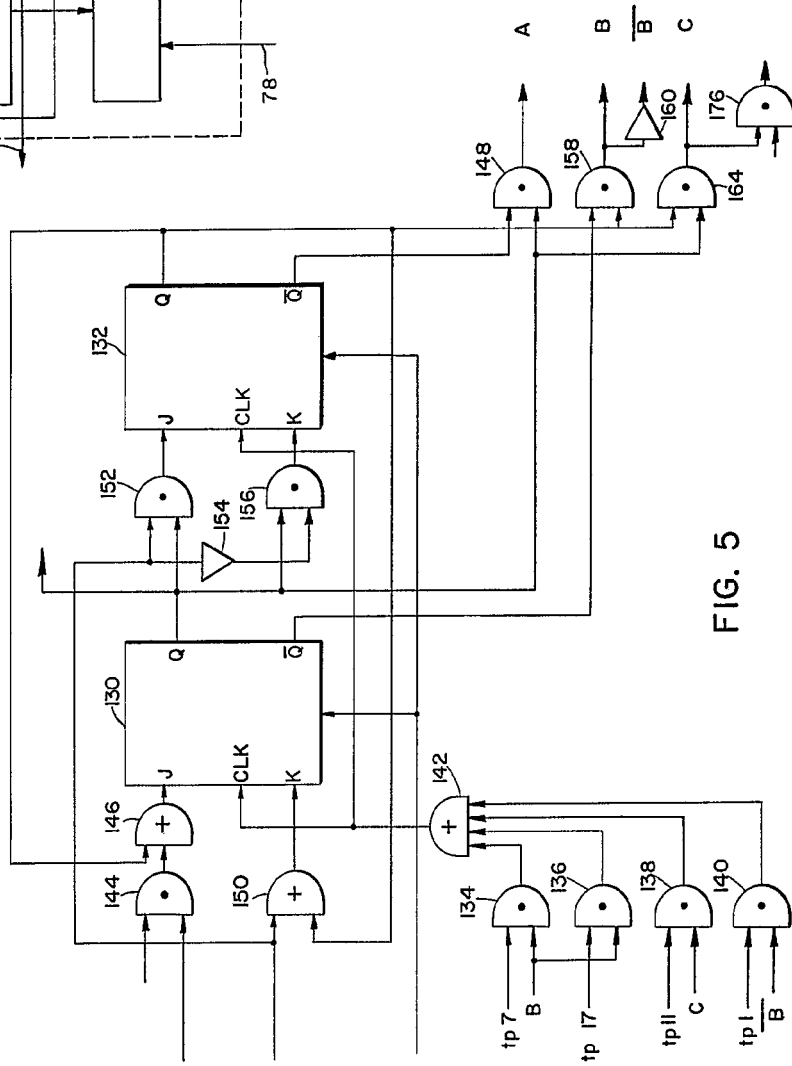 78
A
B
B̅
C
148
158
160
164
176
132
Q
Q̅
J
CLK
K
152
154
156
130
Q
Q̅
J
CLK
K
146
144
150
142
134
136
138
140
tp 7
B
tp 17
tp 11
C
tp 1
B̅
FIG. 5